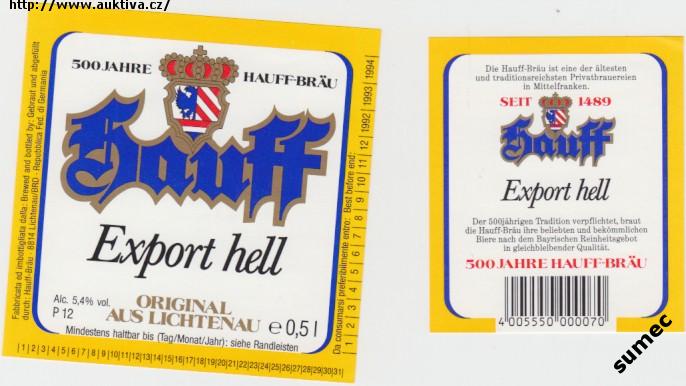 http://www.auktiva.cz/
500 JAHRE HAUFF-BRÄU
Hauff
Export hell
Alc. 5,4% vol.
P 12
ORIGINAL
AUS LICHTENAU
e 0,5 l
Mindestens haltbar bis (Tag/Monat/Jahr): siehe Randleisten
|1|2|3|4|5|6|7|8|9|10|11|12|13|14|15|16|17|18|19|20|21|22|23|24|25|26|27|28|29|30|31|
Fabbricata ed imbottigliata dalla: Brewed and bottled by: Gebraut und abgefüllt
durch: Hauff-Bräu - 8814 Lichtenau/BRD - Repubblica Fed. di Germania
Da consumarsi preferibilmente entro: Best before end:
|1|2|3|4|5|6|7|8|9|10|11|12|1992|1993|1994|
Die Hauff-Bräu ist eine der ältesten
und traditionsreichsten Privatbrauereien
in Mittelfranken.
SEIT 1489
Hauff
Export hell
Der 500jährigen Tradition verpflichtet, braut
die Hauff-Bräu ihre beliebten und bekömmlichen
Biere nach dem Bayrischen Reinheitsgebot
in gleichbleibender Qualität.
500 JAHRE HAUFF-BRÄU
4 005550 000070
sumec